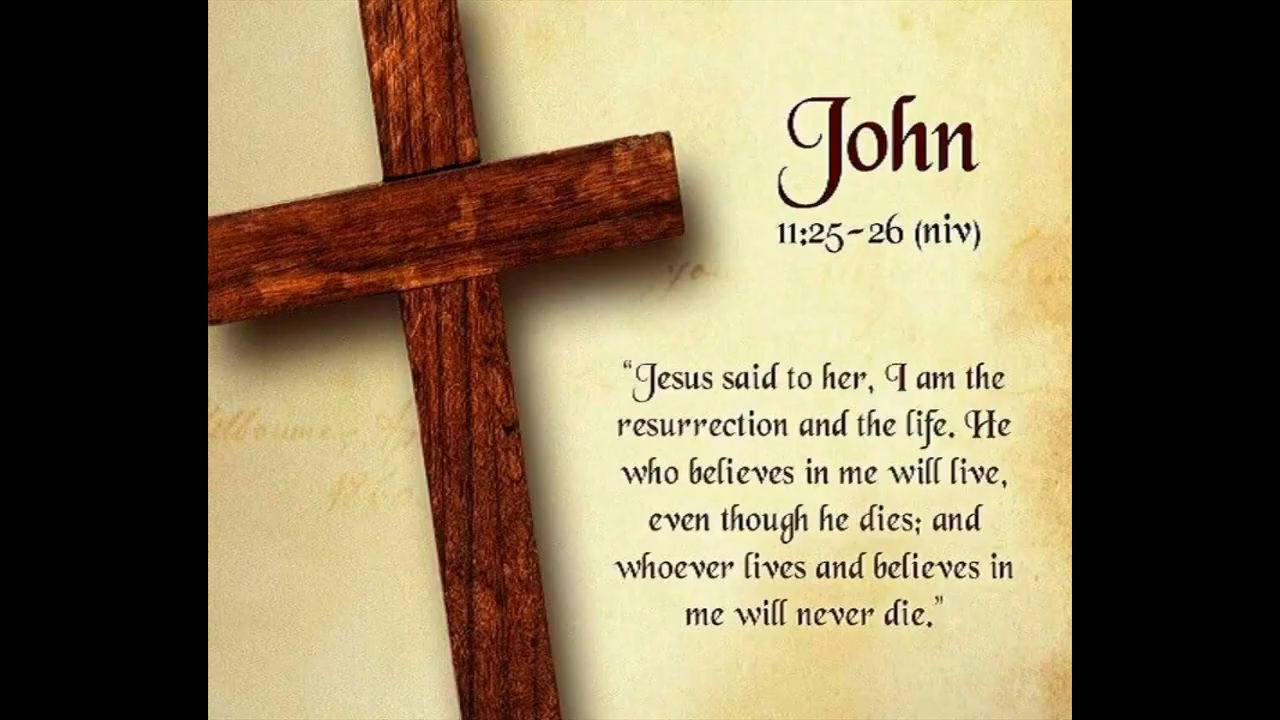 John
11:25-26 (niv)
“Jesus said to her, I am the
resurrection and the life. He
who believes in me will live,
even though he dies; and
whoever lives and believes in
me will never die.”